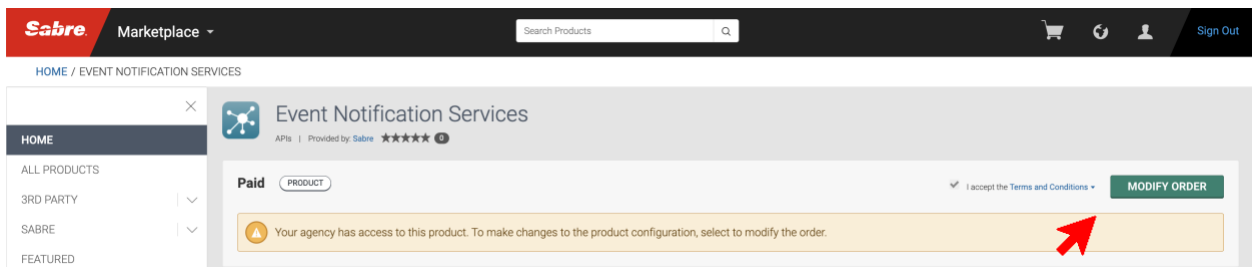 Sabre. Marketplace Search Products Sign Out
HOME / EVENT NOTIFICATION SERVICES
Event Notification Services
HOME
APIs | Provided by: Sabre ★★★★★ 0
ALL PRODUCTS
Paid PRODUCT I accept the Terms and Conditions MODIFY ORDER
3RD PARTY
SABRE
Your agency has access to this product. To make changes to the product configuration, select to modify the order.
FEATURED